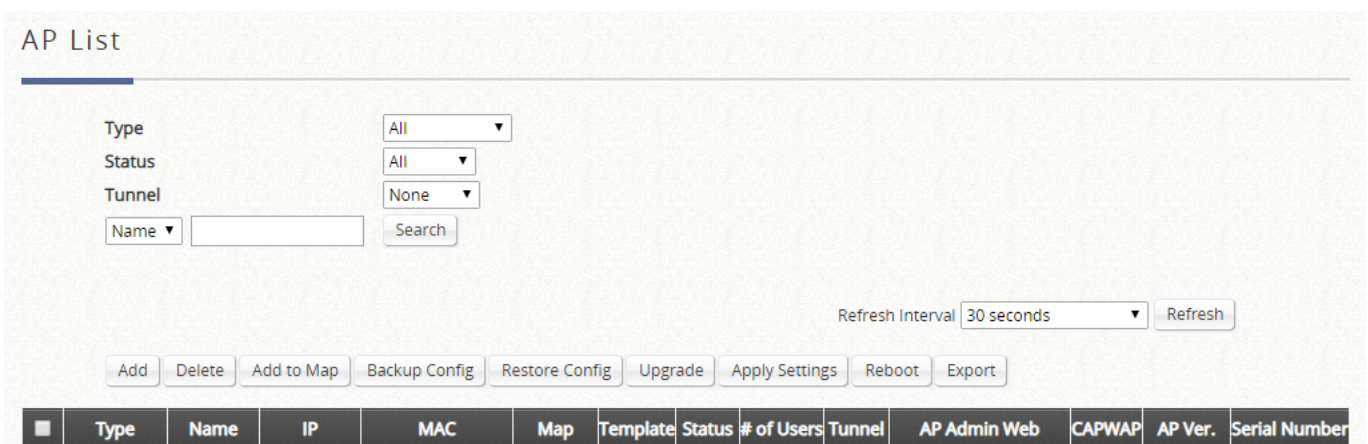 AP List
Type All
Status All
Tunnel None
Name Search
Refresh Interval 30 seconds Refresh
Add Delete Add to Map Backup Config Restore Config Upgrade Apply Settings Reboot Export
Type Name IP MAC Map Template Status # of Users Tunnel AP Admin Web CAPWAP AP Ver. Serial Number